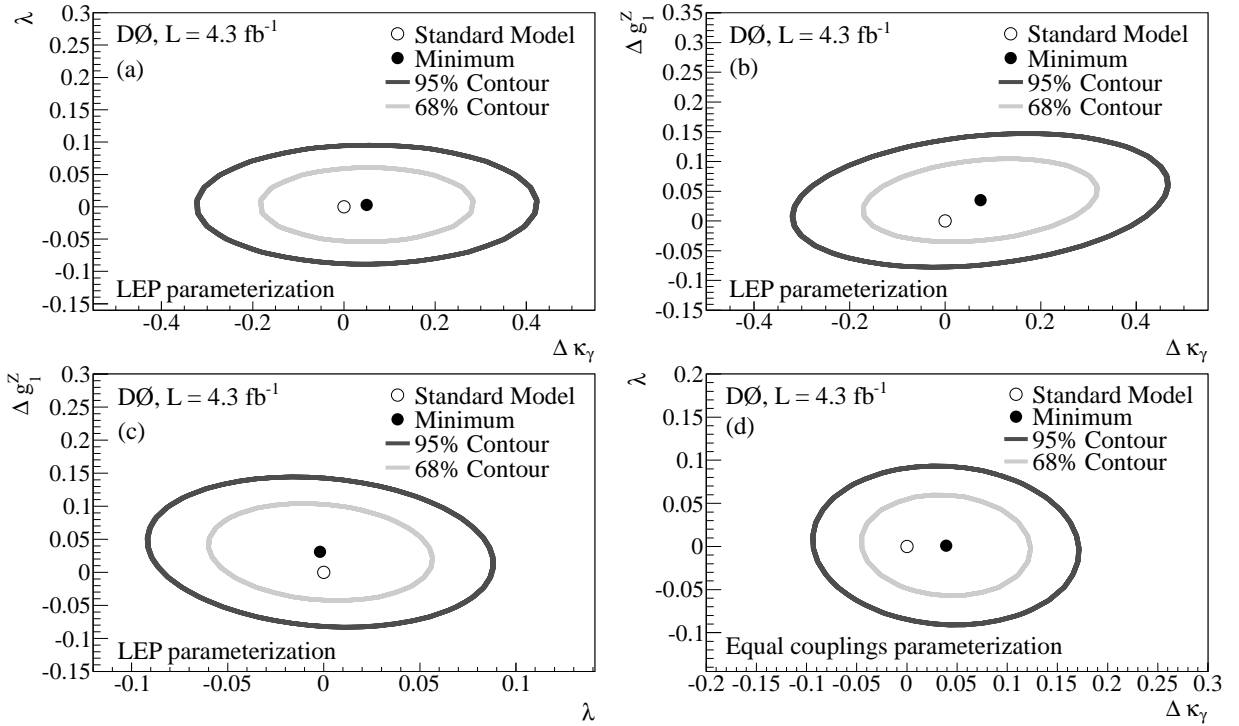 λ
0.3
0.25
0.2
0.15
0.1
0.05
0
-0.05
-0.1
-0.15
DØ, L = 4.3 fb⁻¹
(a)
Standard Model
Minimum
95% Contour
68% Contour
LEP parameterization
-0.4 -0.2 0 0.2 0.4
Δ κγ
Δ g₁ᶻ
0.35
0.3
0.25
0.2
0.15
0.1
0.05
0
-0.05
-0.1
-0.15
DØ, L = 4.3 fb⁻¹
(b)
Standard Model
Minimum
95% Contour
68% Contour
LEP parameterization
-0.4 -0.2 0 0.2 0.4
Δ κγ
Δ g₁ᶻ
0.3
0.25
0.2
0.15
0.1
0.05
0
-0.05
-0.1
-0.15
DØ, L = 4.3 fb⁻¹
(c)
Standard Model
Minimum
95% Contour
68% Contour
LEP parameterization
-0.1 -0.05 0 0.05 0.1
λ
λ
0.2
0.15
0.1
0.05
0
-0.05
-0.1
DØ, L = 4.3 fb⁻¹
(d)
Standard Model
Minimum
95% Contour
68% Contour
Equal couplings parameterization
-0.2 -0.15 -0.1 -0.05 0 0.05 0.1 0.15 0.2 0.25 0.3
Δ κγ